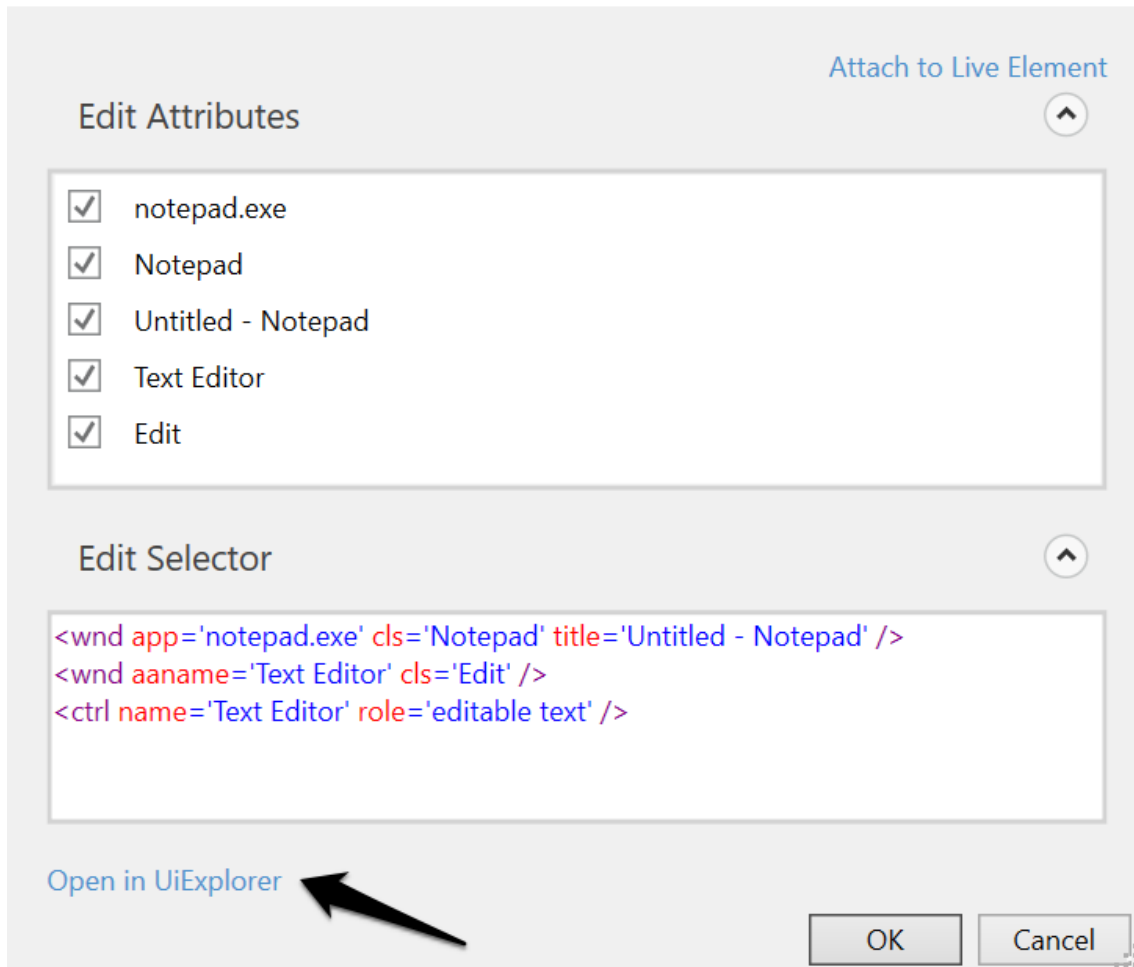 Attach to Live Element
Edit Attributes
notepad.exe
Notepad
Untitled - Notepad
Text Editor
Edit
Edit Selector
<wnd app='notepad.exe' cls='Notepad' title='Untitled - Notepad' />
<wnd aaname='Text Editor' cls='Edit' />
<ctrl name='Text Editor' role='editable text' />
Open in UiExplorer
OK Cancel